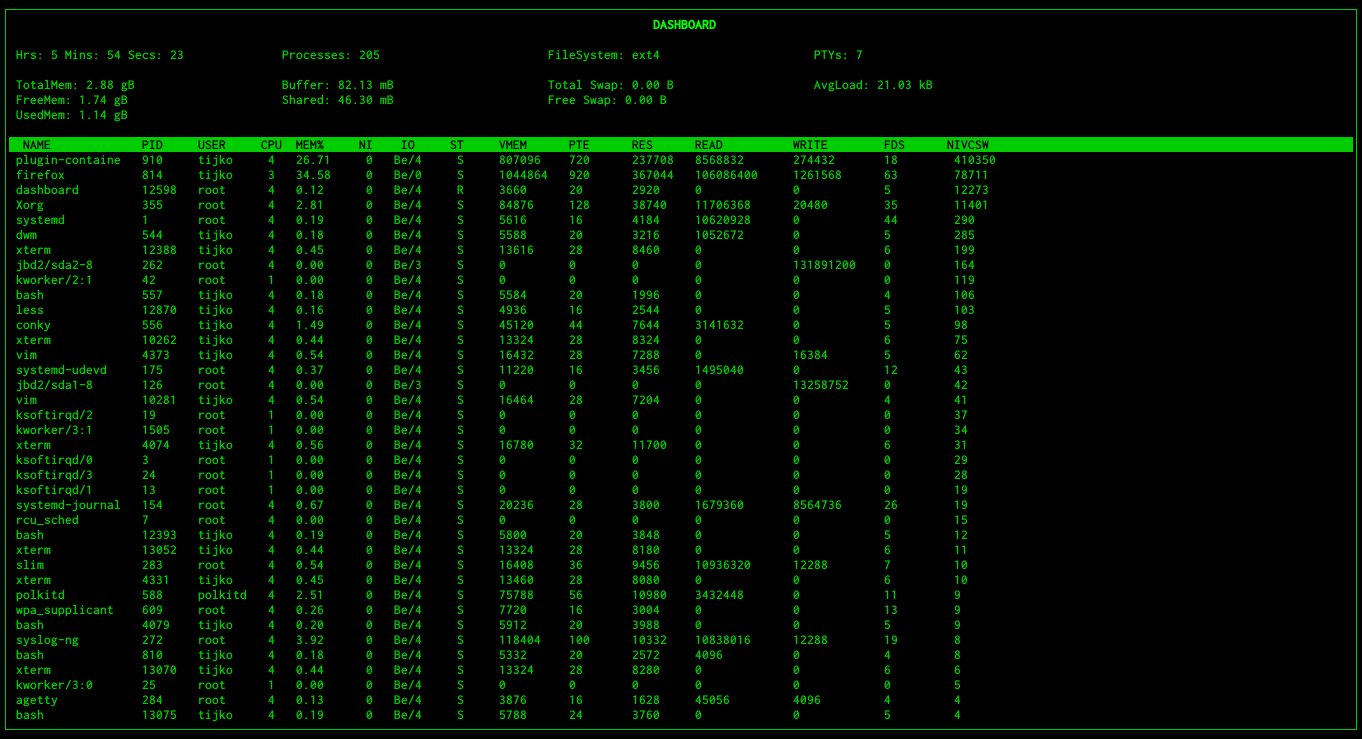 DASHBOARD
Hrs: 5 Mins: 54 Secs: 23 Processes: 205 FileSystem: ext4 PTYs: 7
TotalMem: 2.88 gB Buffer: 82.13 mB Total Swap: 0.00 B AvgLoad: 21.03 kB
FreeMem: 1.74 gB Shared: 46.30 mB Free Swap: 0.00 B
UsedMem: 1.14 gB
NAME PID USER CPU MEM% NI IO ST VMEM PTE RES READ WRITE FDS NIVCSW
plugin-containe 910 tijko 4 26.71 0 Be/4 S 807096 720 237708 8568832 274432 18 410350
firefox 814 tijko 3 34.58 0 Be/0 S 1044864 920 367044 106086400 1261568 63 78711
dashboard 12598 root 4 0.12 0 Be/4 R 3660 20 2920 0 0 5 12273
Xorg 355 root 4 2.81 0 Be/4 S 84876 128 38740 11706368 20480 35 11401
systemd 1 root 4 0.19 0 Be/4 S 5616 16 4184 10620928 0 44 290
dwm 544 tijko 4 0.18 0 Be/4 S 5588 20 3216 1052672 0 5 285
xterm 12388 tijko 4 0.45 0 Be/4 S 13616 28 8460 0 0 6 199
jbd2/sda2-8 262 root 4 0.00 0 Be/3 S 0 0 0 0 131891200 0 164
kworker/2:1 42 root 1 0.00 0 Be/4 S 0 0 0 0 0 0 119
bash 557 tijko 4 0.18 0 Be/4 S 5584 20 1996 0 0 4 106
less 12870 tijko 4 0.16 0 Be/4 S 4936 16 2544 0 0 5 103
conky 556 tijko 4 1.49 0 Be/4 S 45120 44 7644 3141632 0 5 98
xterm 10262 tijko 4 0.44 0 Be/4 S 13324 28 8324 0 0 6 75
vim 4373 tijko 4 0.54 0 Be/4 S 16432 28 7288 0 16384 5 62
systemd-udevd 175 root 4 0.37 0 Be/4 S 11220 16 3456 1495040 0 12 43
jbd2/sda1-8 126 root 4 0.00 0 Be/3 S 0 0 0 0 13258752 0 42
vim 10281 tijko 4 0.54 0 Be/4 S 16464 28 7204 0 0 4 41
ksoftirqd/2 19 root 1 0.00 0 Be/4 S 0 0 0 0 0 0 37
kworker/3:1 1505 root 1 0.00 0 Be/4 S 0 0 0 0 0 0 34
xterm 4074 tijko 4 0.56 0 Be/4 S 16780 32 11700 0 0 6 31
ksoftirqd/0 3 root 1 0.00 0 Be/4 S 0 0 0 0 0 0 29
ksoftirqd/3 24 root 1 0.00 0 Be/4 S 0 0 0 0 0 0 28
ksoftirqd/1 13 root 1 0.00 0 Be/4 S 0 0 0 0 0 0 19
systemd-journal 154 root 4 0.67 0 Be/4 S 20236 28 3800 1679360 8564736 26 19
rcu_sched 7 root 4 0.00 0 Be/4 S 0 0 0 0 0 0 15
bash 12393 tijko 4 0.19 0 Be/4 S 5800 20 3848 0 0 5 12
xterm 13052 tijko 4 0.44 0 Be/4 S 13324 28 8180 0 0 6 11
slim 283 root 4 0.54 0 Be/4 S 16408 36 9456 10936320 12288 7 10
xterm 4331 tijko 4 0.45 0 Be/4 S 13460 28 8080 0 0 6 10
polkitd 588 polkitd 4 2.51 0 Be/4 S 75788 56 10980 3432448 0 11 9
wpa_supplicant 609 root 4 0.26 0 Be/4 S 7720 16 3004 0 0 13 9
bash 4079 tijko 4 0.20 0 Be/4 S 5912 20 3988 0 0 5 9
syslog-ng 272 root 4 3.92 0 Be/4 S 118404 100 10332 10838016 12288 19 8
bash 810 tijko 4 0.18 0 Be/4 S 5332 20 2572 4096 0 4 8
xterm 13070 tijko 4 0.44 0 Be/4 S 13324 28 8280 0 0 6 6
kworker/3:0 25 root 1 0.00 0 Be/4 S 0 0 0 0 0 0 5
agetty 284 root 4 0.13 0 Be/4 S 3876 16 1628 45056 4096 4 4
bash 13075 tijko 4 0.19 0 Be/4 S 5788 24 3760 0 0 5 4